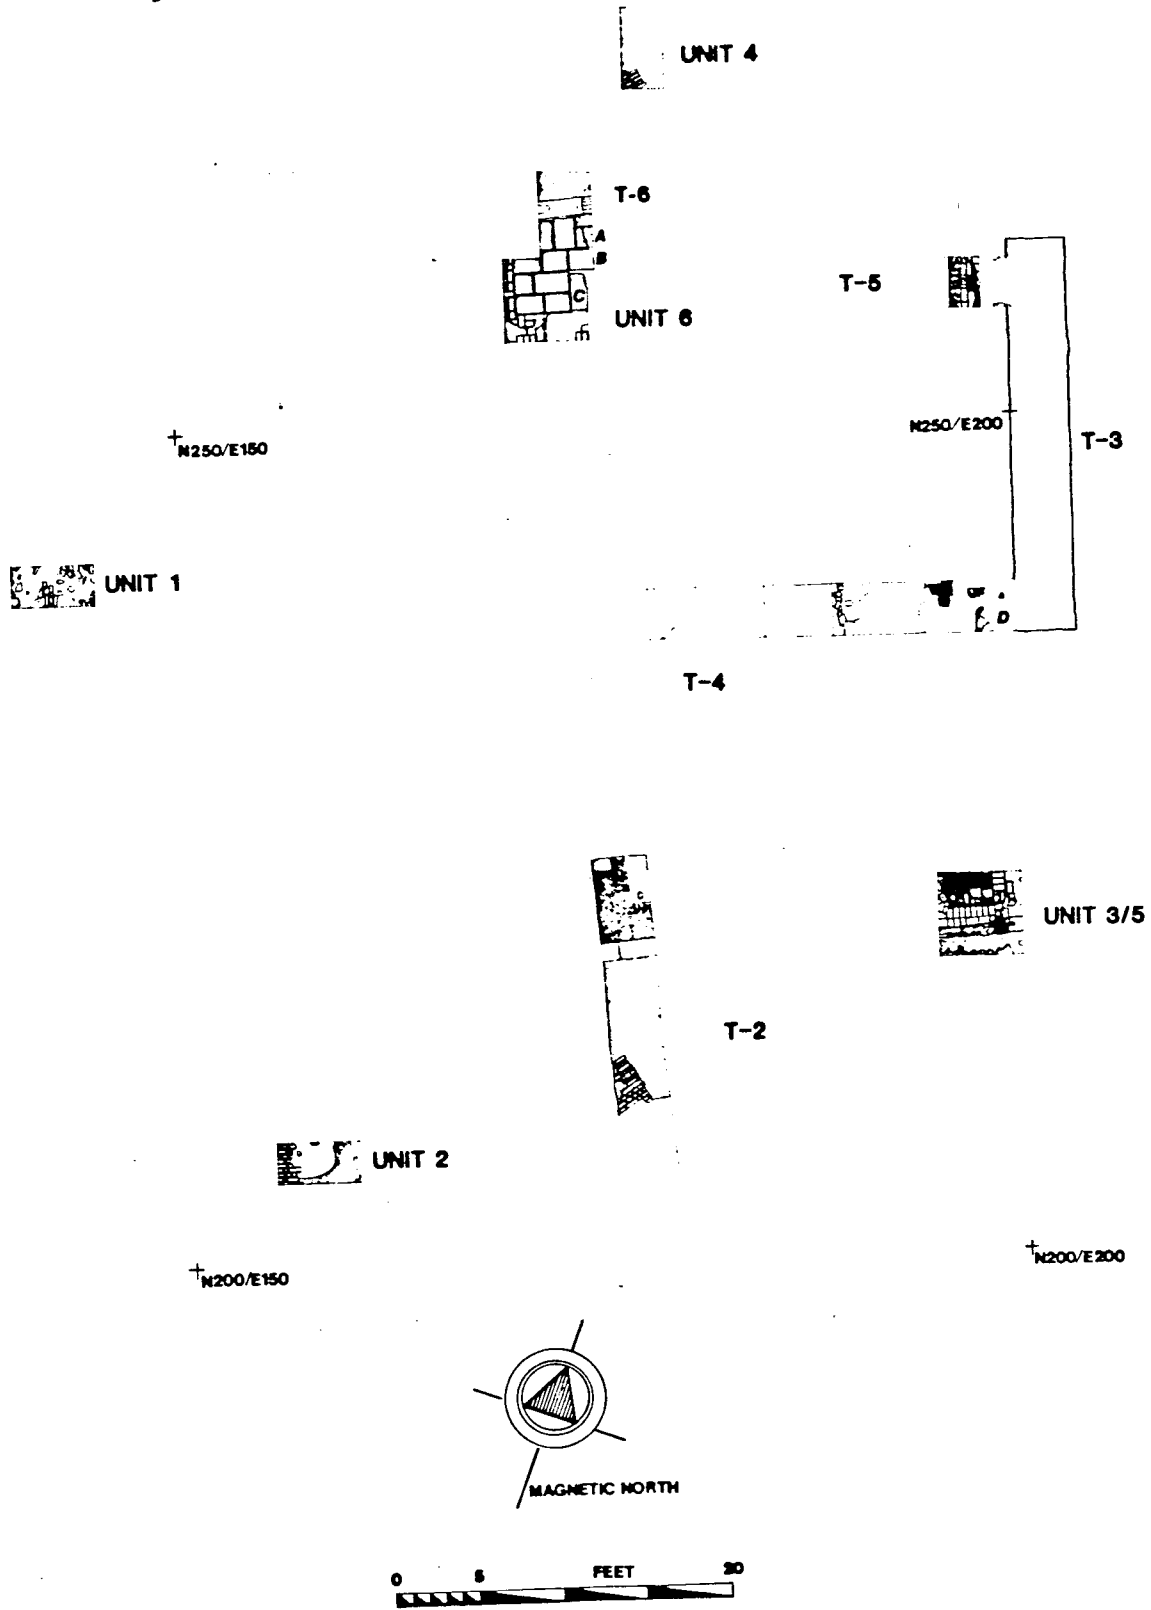 UNIT 4
T-6
A
B
T-5
C
UNIT 6
N250/E200
T-3
N250/E150
UNIT 1
D
T-4
UNIT 3/5
T-2
UNIT 2
N200/E200
N200/E150
MAGNETIC NORTH
FEET
0 5 20